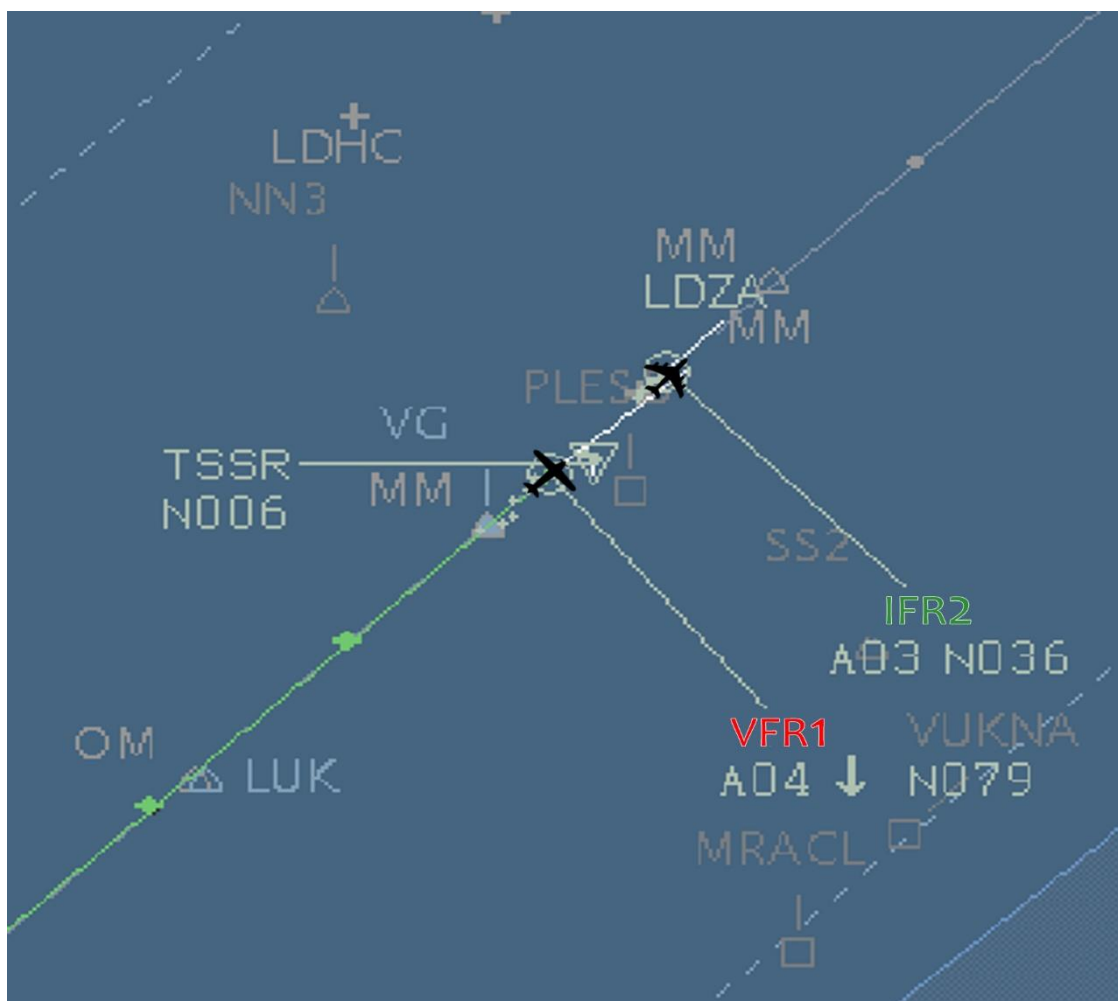 LDHC
NN3
MM
LDZA
MM
PLES
VG
TSSR
MM
N006
SS2
IFR2
A03 N036
VFR1
VUKNA
OM
LUK
A04 ↓ N079
MRACL